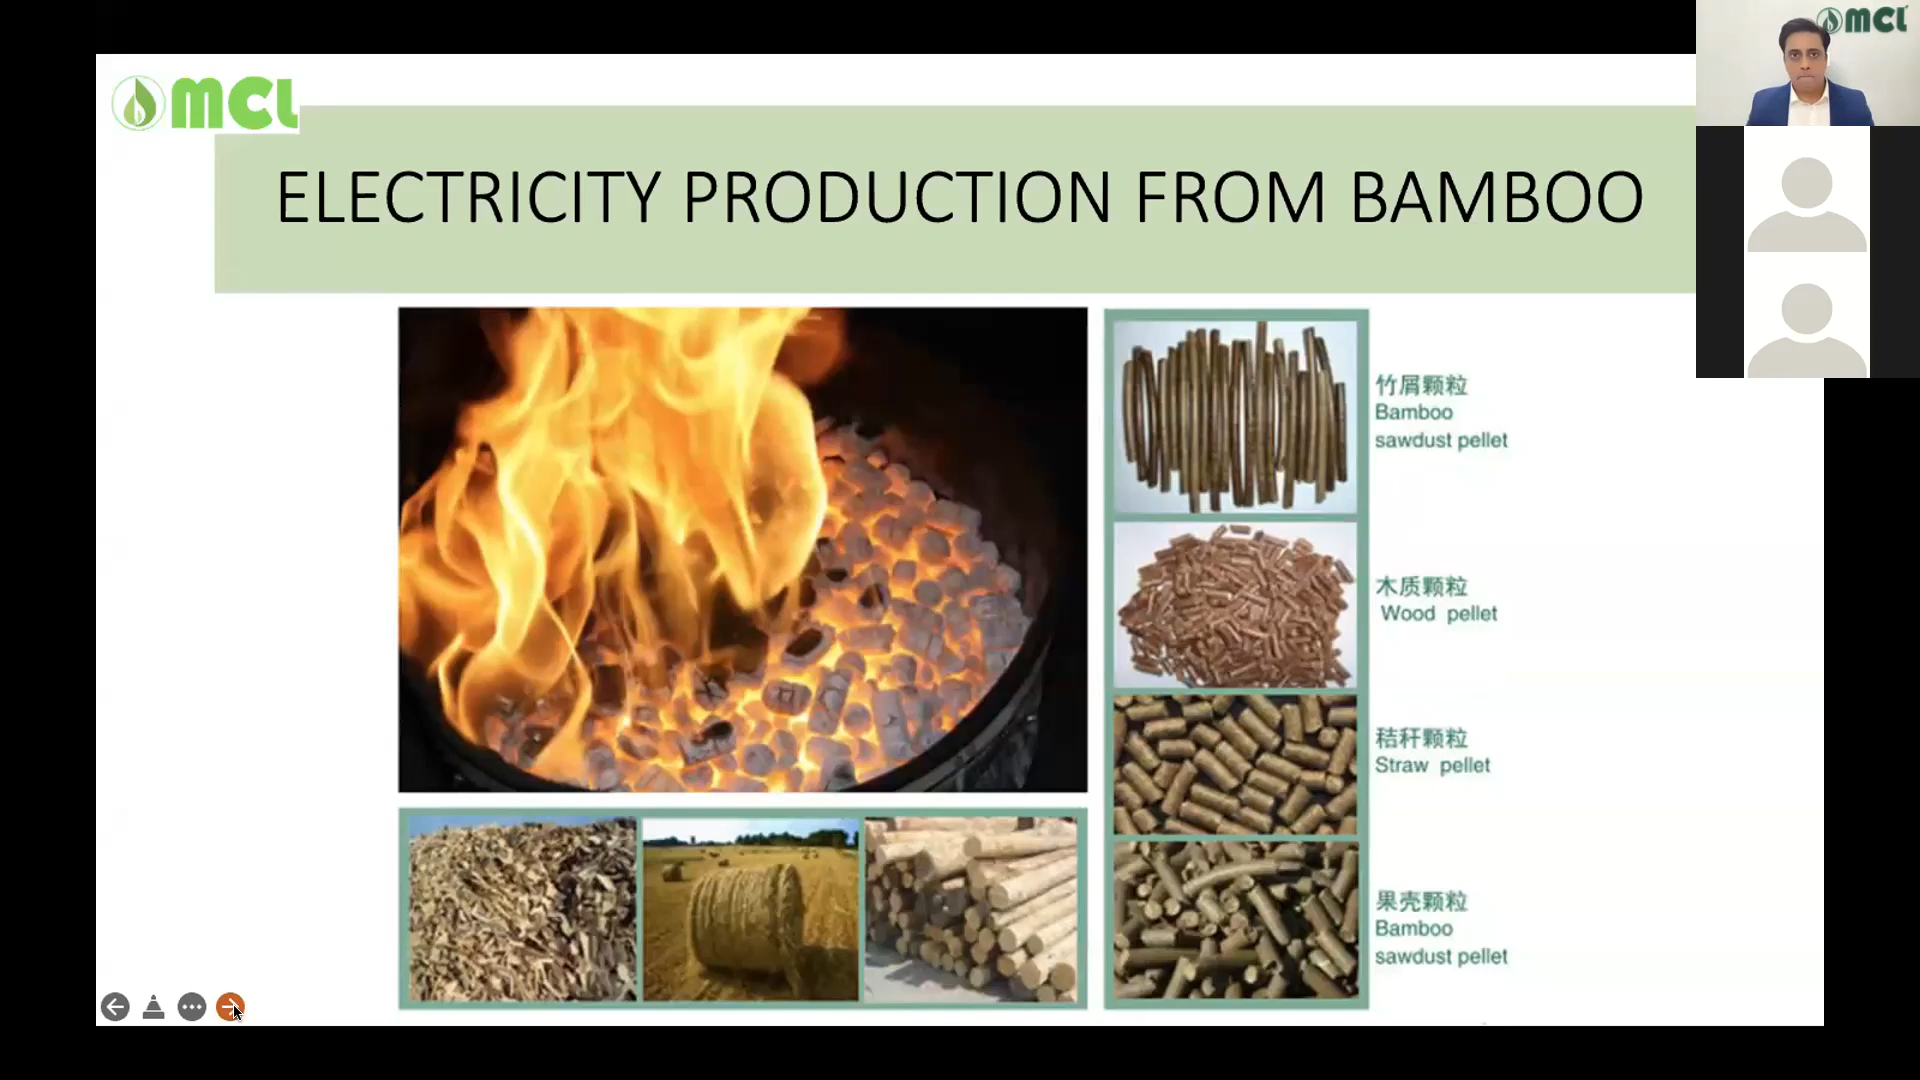 MCL
MCL
ELECTRICITY PRODUCTION FROM BAMBOO
竹屑颗粒
Bamboo
sawdust pellet
木质颗粒
Wood pellet
秸秆颗粒
Straw pellet
果壳颗粒
Bamboo
sawdust pellet